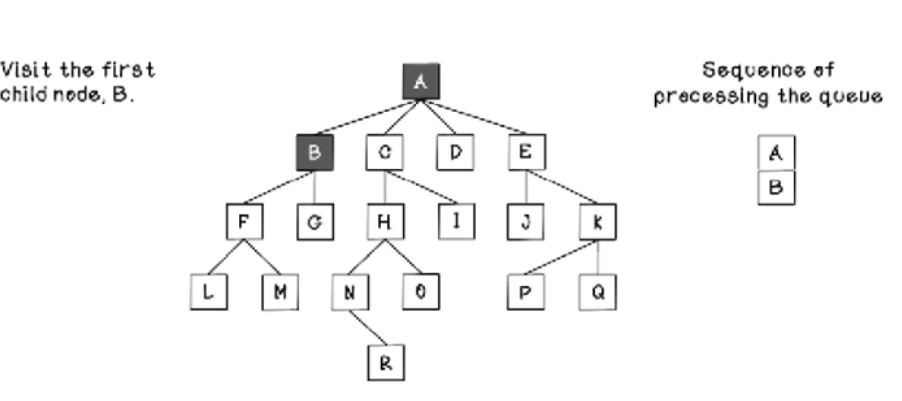 Visit the first
child node, B.
Sequence of
processing the queue
A
B
A
B C D E
F G H I J K
L M N O P Q
R